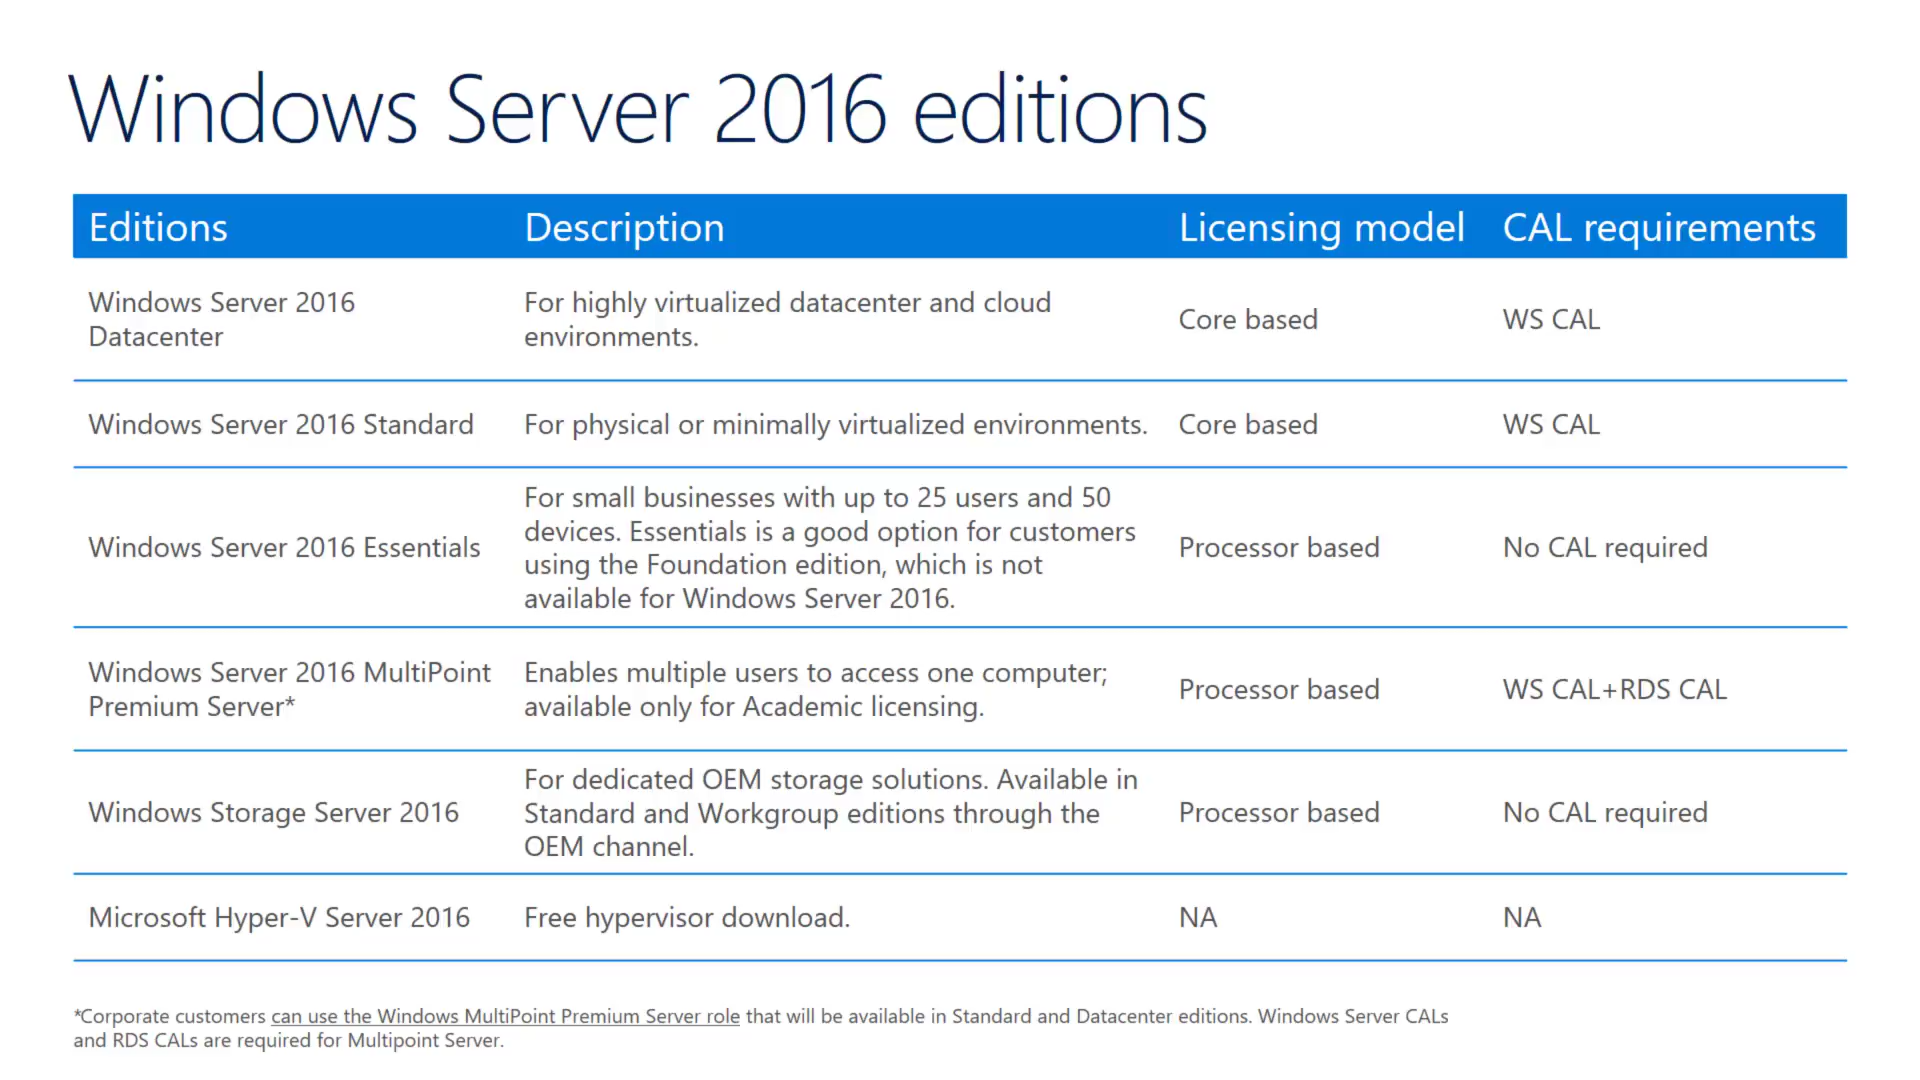 Windows Server 2016 editions
Editions
Description
Licensing model
CAL requirements
Windows Server 2016
Datacenter
For highly virtualized datacenter and cloud
environments.
Core based
WS CAL
Windows Server 2016 Standard
For physical or minimally virtualized environments.
Core based
WS CAL
Windows Server 2016 Essentials
For small businesses with up to 25 users and 50
devices. Essentials is a good option for customers
using the Foundation edition, which is not
available for Windows Server 2016.
Processor based
No CAL required
Windows Server 2016 MultiPoint
Premium Server*
Enables multiple users to access one computer;
available only for Academic licensing.
Processor based
WS CAL+RDS CAL
Windows Storage Server 2016
For dedicated OEM storage solutions. Available in
Standard and Workgroup editions through the
OEM channel.
Processor based
No CAL required
Microsoft Hyper-V Server 2016
Free hypervisor download.
NA
NA
*Corporate customers can use the Windows MultiPoint Premium Server role that will be available in Standard and Datacenter editions. Windows Server CALs
and RDS CALs are required for Multipoint Server.